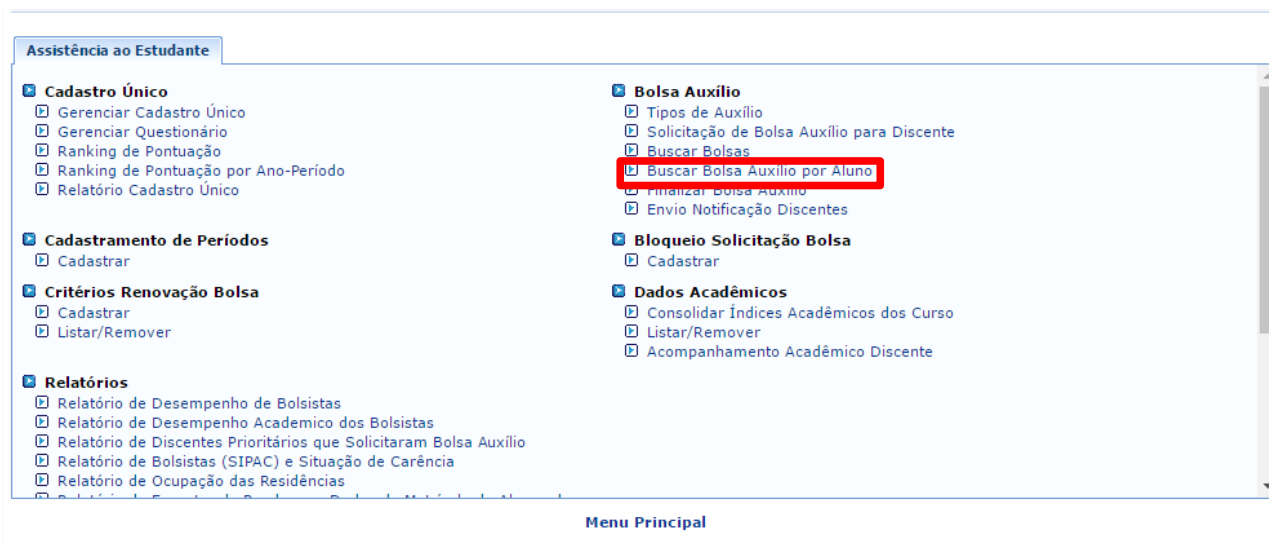 Assistência ao Estudante
Cadastro Único
Gerenciar Cadastro Único
Gerenciar Questionário
Ranking de Pontuação
Ranking de Pontuação por Ano-Período
Relatório Cadastro Único
Bolsa Auxílio
Tipos de Auxílio
Solicitação de Bolsa Auxílio para Discente
Buscar Bolsas
Buscar Bolsa Auxílio por Aluno
Finalizar Bolsa Auxílio
Envio Notificação Discentes
Cadastramento de Períodos
Cadastrar
Bloqueio Solicitação Bolsa
Cadastrar
Critérios Renovação Bolsa
Cadastrar
Listar/Remover
Dados Acadêmicos
Consolidar Índices Acadêmicos dos Curso
Listar/Remover
Acompanhamento Acadêmico Discente
Relatórios
Relatório de Desempenho de Bolsistas
Relatório de Desempenho Academico dos Bolsistas
Relatório de Discentes Prioritários que Solicitaram Bolsa Auxílio
Relatório de Bolsistas (SIPAC) e Situação de Carência
Relatório de Ocupação das Residências
Menu Principal